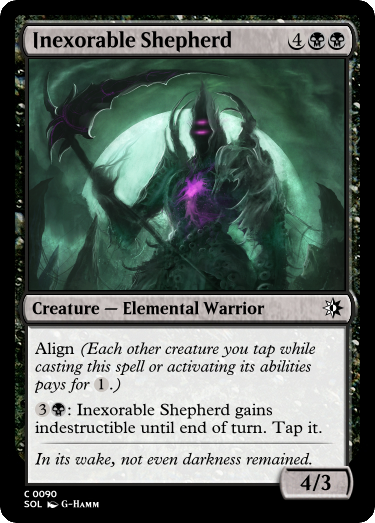 Inexorable Shepherd 4
Creature — Elemental Warrior
Align (Each other creature you tap while
casting this spell or activating its abilities
pays for 1.)
3: Inexorable Shepherd gains
indestructible until end of turn. Tap it.
In its wake, not even darkness remained.
4/3
C 0090
SOL G-Hamm